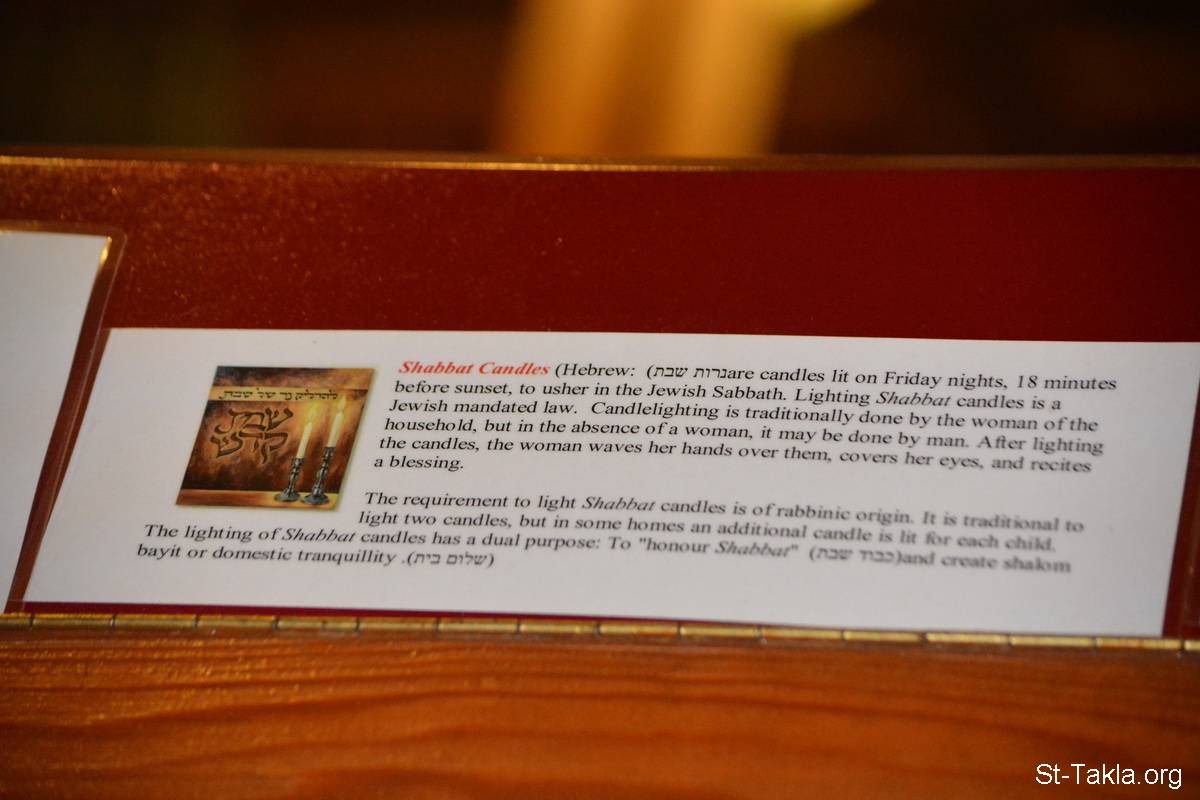 להדליק נר של שבת
שבת
קדש
Shabbat Candles (Hebrew: (נרות שבתare candles lit on Friday nights, 18 minutes
before sunset, to usher in the Jewish Sabbath. Lighting Shabbat candles is a
Jewish mandated law. Candlelighting is traditionally done by the woman of the
household, but in the absence of a woman, it may be done by man. After lighting
the candles, the woman waves her hands over them, covers her eyes, and recites
a blessing.
The requirement to light Shabbat candles is of rabbinic origin. It is traditional to
light two candles, but in some homes an additional candle is lit for each child.
The lighting of Shabbat candles has a dual purpose: To "honour Shabbat" (כבוד שבת)and create shalom
bayit or domestic tranquillity .(שלום בית)
St-Takla.org